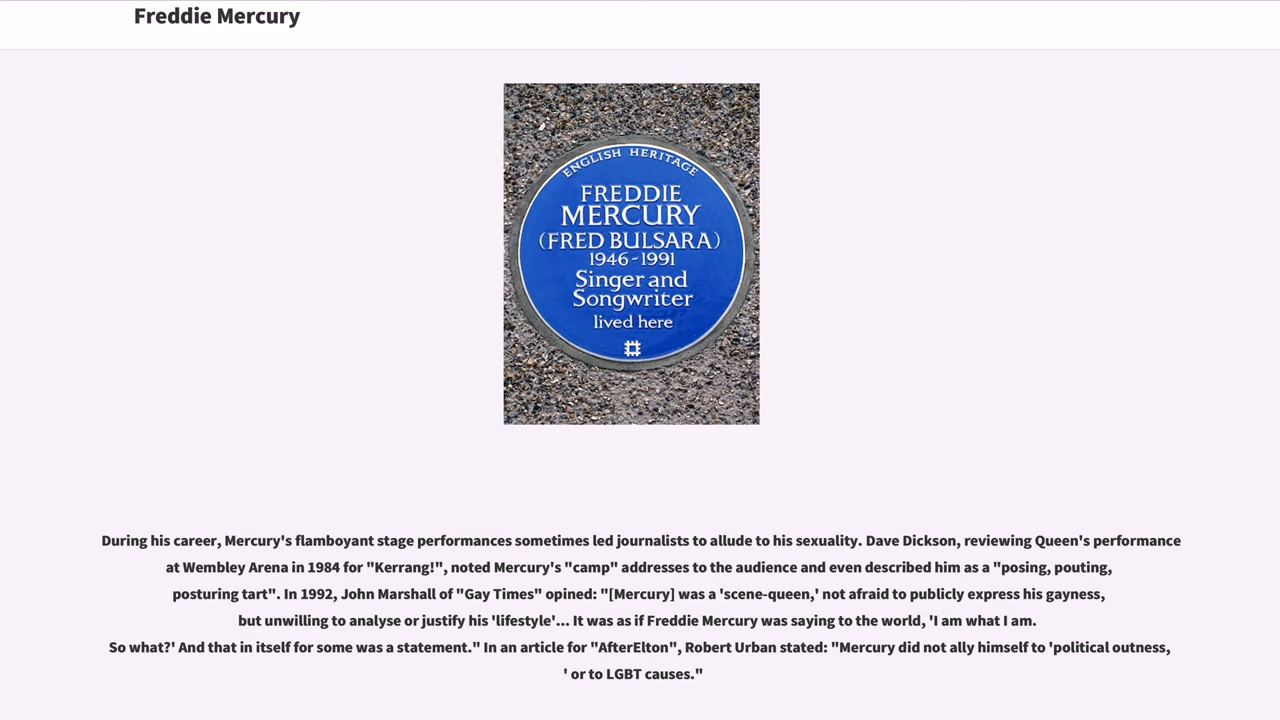 Freddie Mercury
ENGLISH HERITAGE
FREDDIE
MERCURY
(FRED BULSARA)
1946-1991
Singer and
Songwriter
lived here
During his career, Mercury's flamboyant stage performances sometimes led journalists to allude to his sexuality. Dave Dickson, reviewing Queen's performance
at Wembley Arena in 1984 for "Kerrang!", noted Mercury's "camp" addresses to the audience and even described him as a "posing, pouting,
posturing tart". In 1992, John Marshall of "Gay Times" opined: "[Mercury] was a 'scene-queen,' not afraid to publicly express his gayness,
but unwilling to analyse or justify his 'lifestyle'... It was as if Freddie Mercury was saying to the world, 'I am what I am.
So what?' And that in itself for some was a statement." In an article for "AfterElton", Robert Urban stated: "Mercury did not ally himself to 'political outness,
' or to LGBT causes."